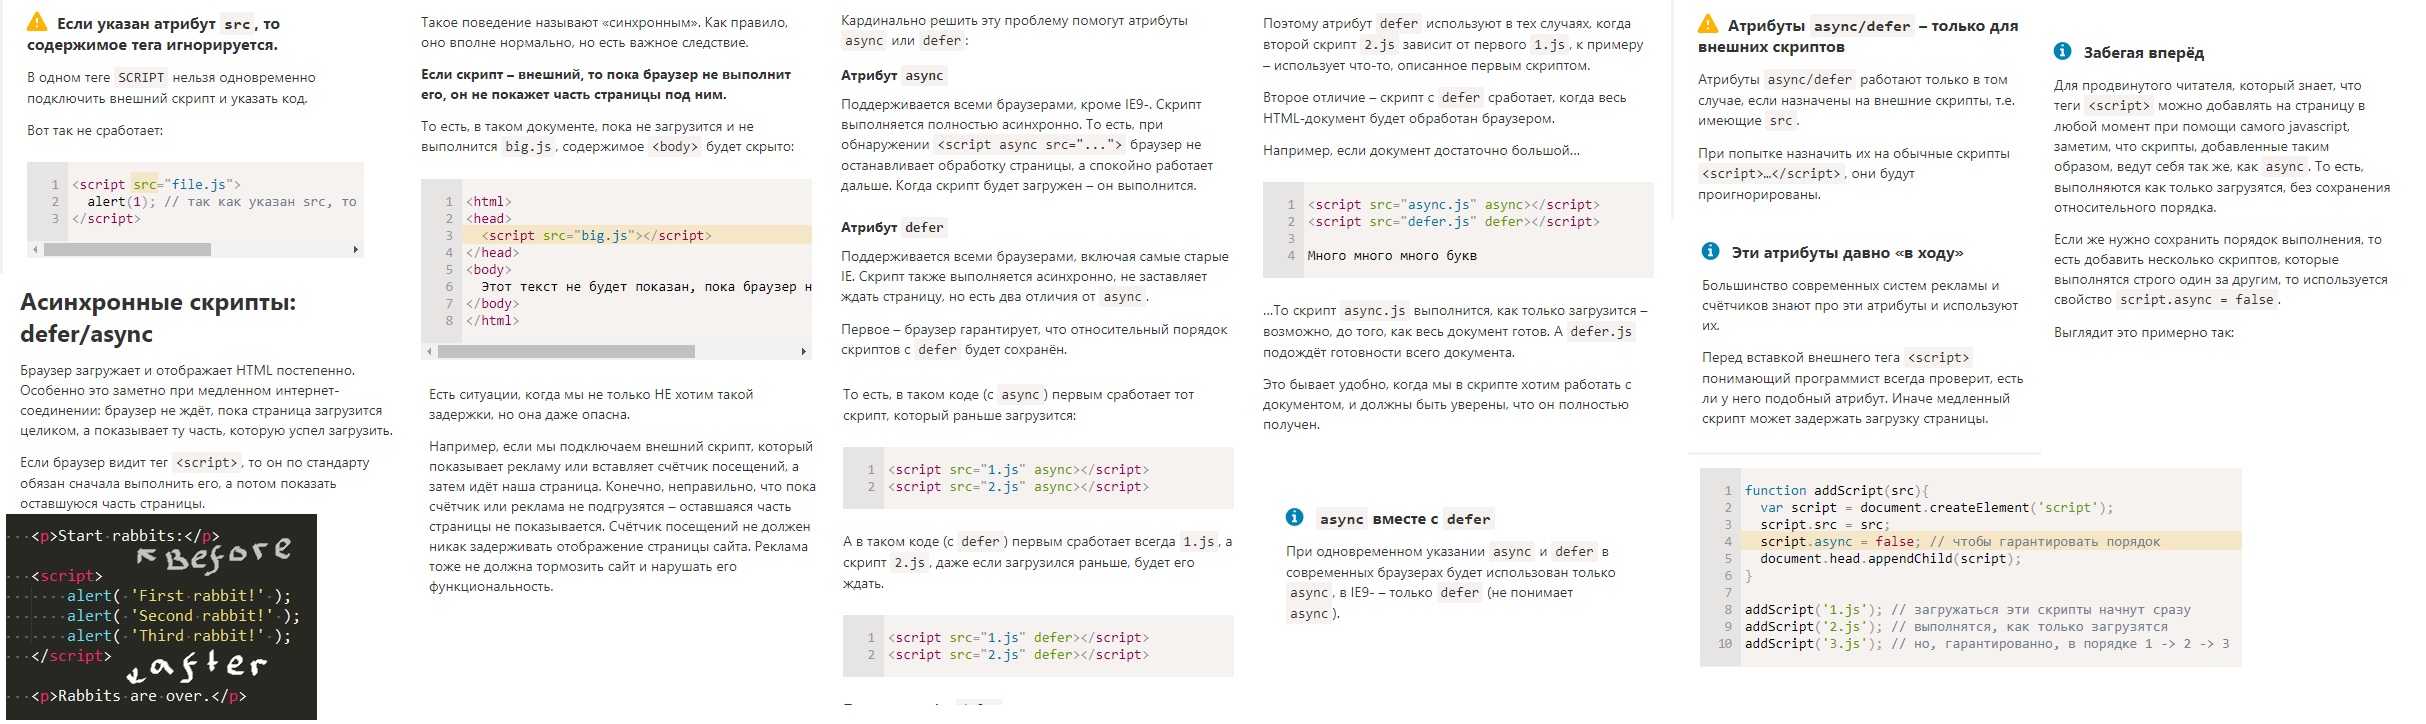 Если указан атрибут src, то
содержимое тега игнорируется.
В одном теге SCRIPT нельзя одновременно
подключить внешний скрипт и указать код.
Вот так не сработает:
1 <script src="file.js">
2   alert(1); // так как указан src, то
3 </script>
Асинхронные скрипты:
defer/async
Браузер загружает и отображает HTML постепенно.
Особенно это заметно при медленном интернет-
соединении: браузер не ждёт, пока страница загрузится
целиком, а показывает ту часть, которую успел загрузить.
Если браузер видит тег <script>, то он по стандарту
обязан сначала выполнить его, а потом показать
оставшуюся часть страницы.
<p>Start rabbits:</p>
Before
<script>
alert( 'First rabbit!' );
alert( 'Second rabbit!' );
alert( 'Third rabbit!' );
</script>
after
<p>Rabbits are over.</p>
Такое поведение называют «синхронным». Как правило,
оно вполне нормально, но есть важное следствие.
Если скрипт – внешний, то пока браузер не выполнит
его, он не покажет часть страницы под ним.
То есть, в таком документе, пока не загрузится и не
выполнится big.js, содержимое <body> будет скрыто:
1 <html>
2 <head>
3   <script src="big.js"></script>
4 </head>
5 <body>
6   Этот текст не будет показан, пока браузер н
7 </body>
8 </html>
Есть ситуации, когда мы не только НЕ хотим такой
задержки, но она даже опасна.
Например, если мы подключаем внешний скрипт, который
показывает рекламу или вставляет счётчик посещений, а
затем идёт наша страница. Конечно, неправильно, что пока
счётчик или реклама не подгрузятся – оставшаяся часть
страницы не показывается. Счётчик посещений не должен
никак задерживать отображение страницы сайта. Реклама
тоже не должна тормозить сайт и нарушать его
функциональность.
Кардинально решить эту проблему помогут атрибуты
async или defer:
Атрибут async
Поддерживается всеми браузерами, кроме IE9-. Скрипт
выполняется полностью асинхронно. То есть, при
обнаружении <script async src="..."> браузер не
останавливает обработку страницы, а спокойно работает
дальше. Когда скрипт будет загружен – он выполнится.
Атрибут defer
Поддерживается всеми браузерами, включая самые старые
IE. Скрипт также выполняется асинхронно, не заставляет
ждать страницу, но есть два отличия от async.
Первое – браузер гарантирует, что относительный порядок
скриптов с defer будет сохранён.
То есть, в таком коде (с async) первым сработает тот
скрипт, который раньше загрузится:
1 <script src="1.js" async></script>
2 <script src="2.js" async></script>
А в таком коде (с defer) первым сработает всегда 1.js, а
скрипт 2.js, даже если загрузился раньше, будет его
ждать.
1 <script src="1.js" defer></script>
2 <script src="2.js" defer></script>
Поэтому атрибут defer используют в тех случаях, когда
второй скрипт 2.js зависит от первого 1.js, к примеру
– использует что-то, описанное первым скриптом.
Второе отличие – скрипт с defer сработает, когда весь
HTML-документ будет обработан браузером.
Например, если документ достаточно большой…
1 <script src="async.js" async></script>
2 <script src="defer.js" defer></script>
3
4 Много много много букв
…То скрипт async.js выполнится, как только загрузится –
возможно, до того, как весь документ готов. А defer.js
подождёт готовности всего документа.
Это бывает удобно, когда мы в скрипте хотим работать с
документом, и должны быть уверены, что он полностью
получен.
async вместе с defer
При одновременном указании async и defer в
современных браузерах будет использован только
async, в IE9- – только defer (не понимает
async).
Атрибуты async/defer – только для
внешних скриптов
Атрибуты async/defer работают только в том
случае, если назначены на внешние скрипты, т.е.
имеющие src.
При попытке назначить их на обычные скрипты
<script>…</script>, они будут
проигнорированы.
Эти атрибуты давно «в ходу»
Большинство современных систем рекламы и
счётчиков знают про эти атрибуты и используют
их.
Перед вставкой внешнего тега <script>
понимающий программист всегда проверит, есть
ли у него подобный атрибут. Иначе медленный
скрипт может задержать загрузку страницы.
Забегая вперёд
Для продвинутого читателя, который знает, что
теги <script> можно добавлять на страницу в
любой момент при помощи самого javascript,
заметим, что скрипты, добавленные таким
образом, ведут себя так же, как async. То есть,
выполняются как только загрузятся, без сохранения
относительного порядка.
Если же нужно сохранить порядок выполнения, то
есть добавить несколько скриптов, которые
выполнятся строго один за другим, то используется
свойство script.async = false.
Выглядит это примерно так:
1 function addScript(src){
2   var script = document.createElement('script');
3   script.src = src;
4   script.async = false; // чтобы гарантировать порядок
5   document.head.appendChild(script);
6 }
7
8 addScript('1.js'); // загружаться эти скрипты начнут сразу
9 addScript('2.js'); // выполнятся, как только загрузятся
10 addScript('3.js'); // но, гарантированно, в порядке 1 -> 2 -> 3